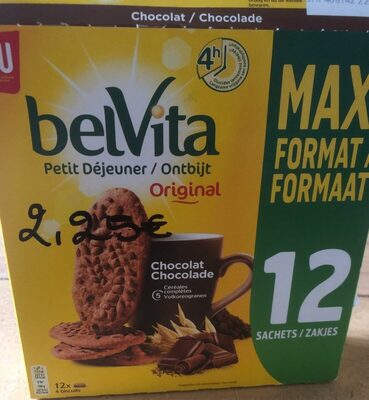 Chocolat / Chocolade
LU
4h
belVita
Petit Déjeuner / Ontbijt
Original
MAX
FORMAT /
FORMAAT
2,25€
Chocolat
Chocolade
5 Céréales
complètes
Volkorengranen
12
SACHETS / ZAKJES
12x
4 biscuits